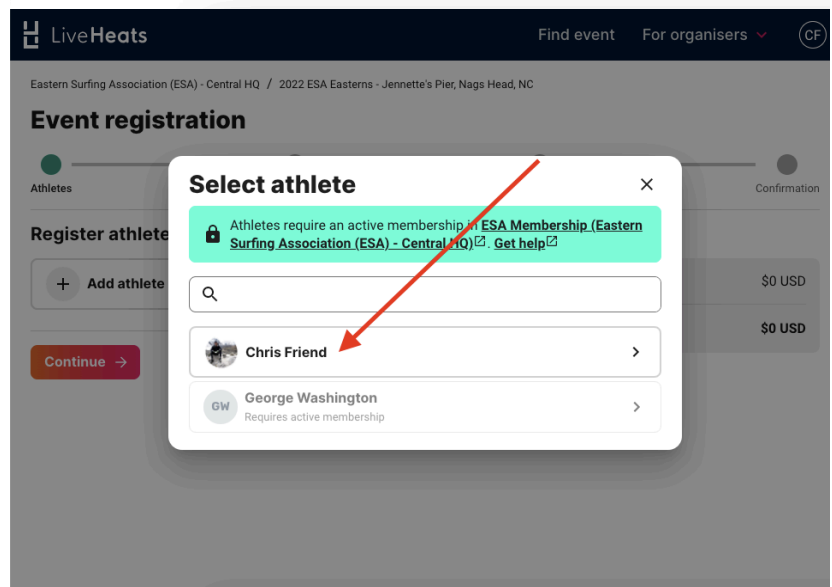 LiveHeats
Find event
For organisers
CF
Eastern Surfing Association (ESA) - Central HQ / 2022 ESA Easterns - Jennette's Pier, Nags Head, NC
Event registration
Athletes
Confirmation
Select athlete
Athletes require an active membership in ESA Membership (Eastern
Surfing Association (ESA) - Central HQ). Get help
Register athlete
+ Add athlete
$0 USD
$0 USD
Chris Friend
Continue
GW
George Washington
Requires active membership